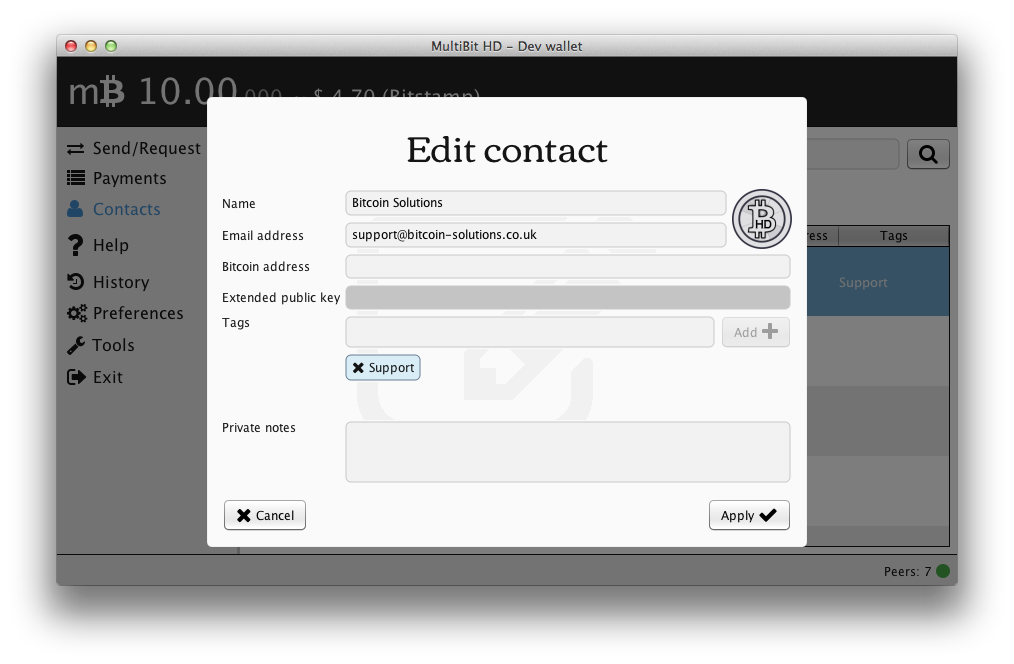 MultiBit HD – Dev wallet
m₿ 10.00 000 ~ $ 4.70 (Bitstamp)
Send/Request
Payments
Contacts
Help
History
Preferences
Tools
Exit
Edit contact
Name
Bitcoin Solutions
Email address
support@bitcoin-solutions.co.uk
HD
Bitcoin address
Extended public key
Tags
Add
Support
Private notes
Cancel
Apply
Tags
Support
Peers: 7